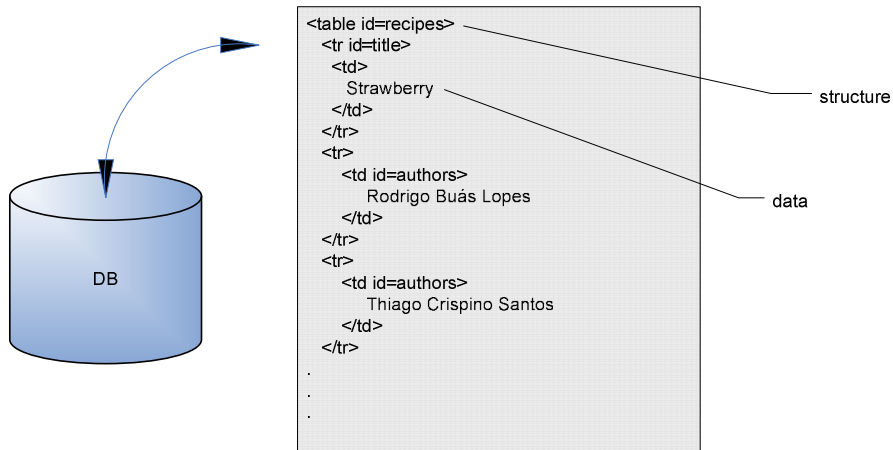 <table id=recipes>
<tr id=title>
<td>
Strawberry
</td>
</tr>
<tr>
<td id=authors>
Rodrigo Buás Lopes
</td>
</tr>
<tr>
<td id=authors>
Thiago Crispino Santos
</td>
</tr>
.
.
.
structure
data
DB